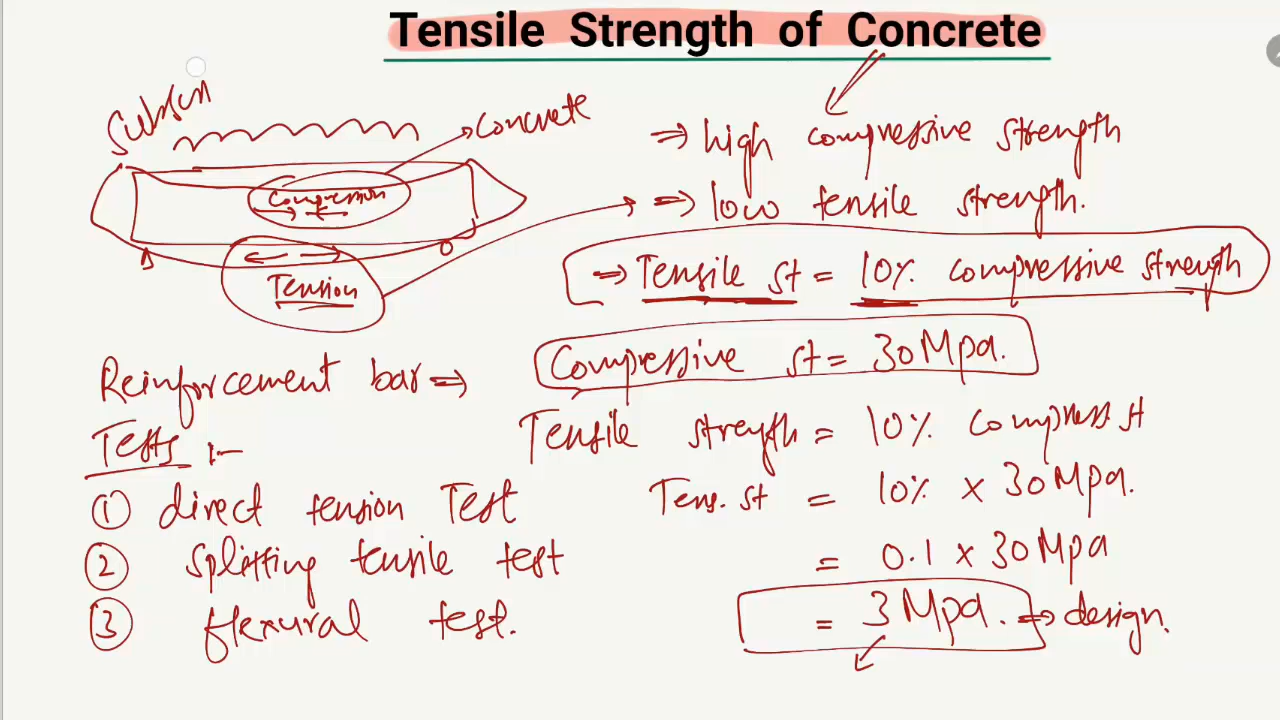 Tensile Strength of Concrete
Concrete
Compression
Tension
⇒ high compressive strength
⇒ low tensile strength.
⇒ Tensile st = 10% compressive strength
Compressive st = 30 Mpa.
Reinforcement bar ⇒
Tests :-
① direct tension Test
② splitting tensile test
③ flexural test.
Tensile strength = 10% compress. st
Tens. st = 10% × 30 Mpa.
= 0.1 × 30 Mpa
= 3 Mpa. ⇒ design.